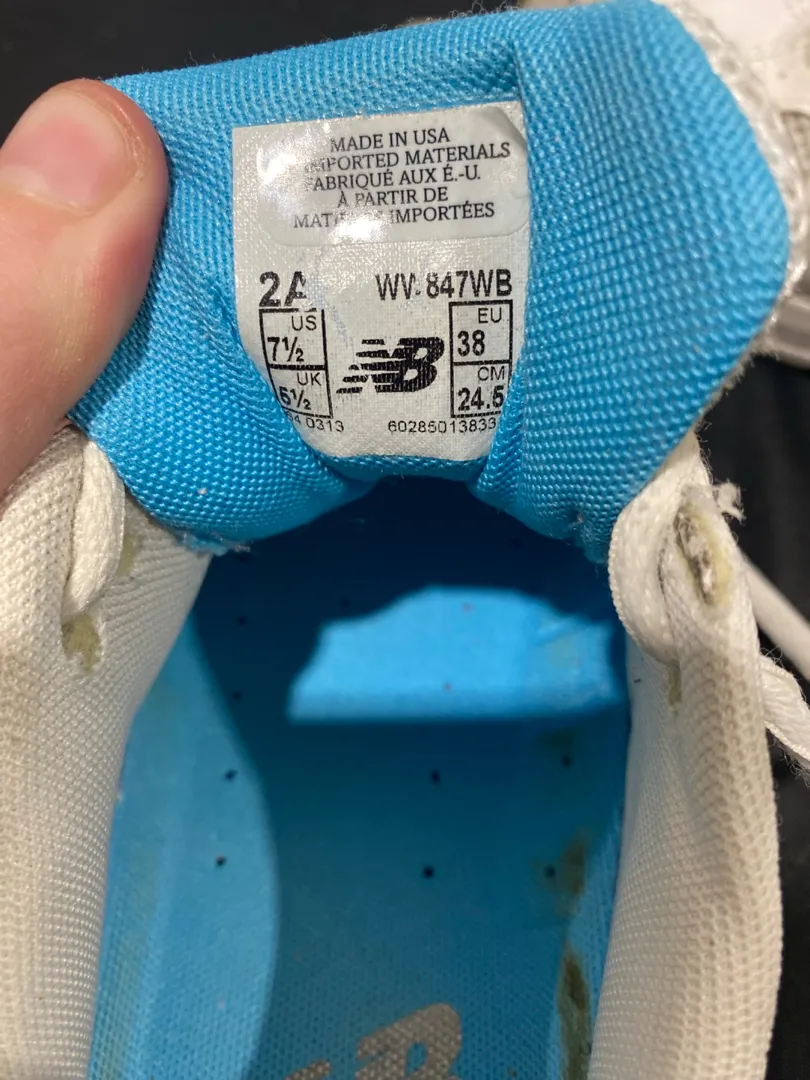 MADE IN USA
IMPORTED MATERIALS
FABRIQUÉ AUX É.-U.
À PARTIR DE
IMPORTÉES
2A WW847WB
US
7½
UK
5½
NB
EU
38
CM
24.5
0313 60285013833